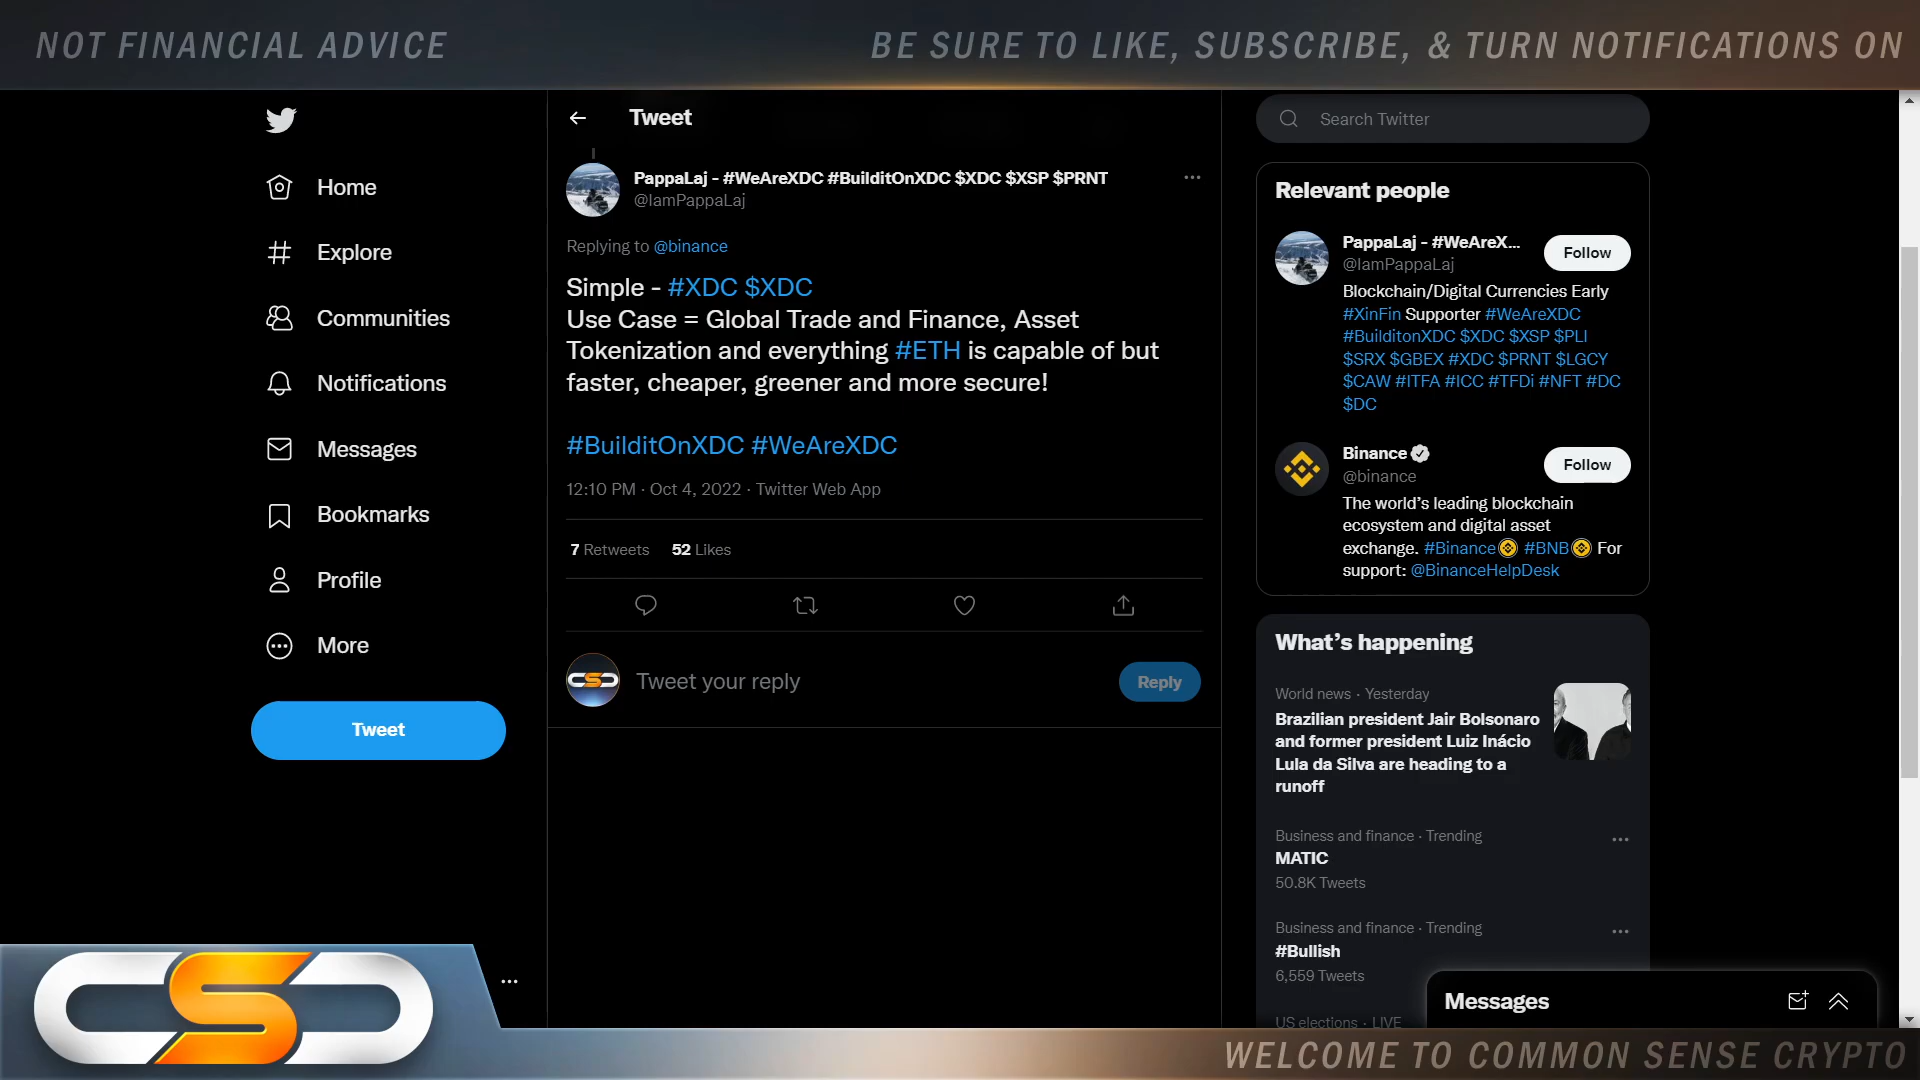 NOT FINANCIAL ADVICE
BE SURE TO LIKE, SUBSCRIBE, & TURN NOTIFICATIONS ON
Home
Explore
Communities
Notifications
Messages
Bookmarks
Profile
More
Tweet
Tweet
PappaLaj - #WeAreXDC #BuilditOnXDC $XDC $XSP $PRNT
@IamPappaLaj
Replying to @binance
Simple - #XDC $XDC
Use Case = Global Trade and Finance, Asset
Tokenization and everything #ETH is capable of but
faster, cheaper, greener and more secure!
#BuilditOnXDC #WeAreXDC
12:10 PM · Oct 4, 2022 · Twitter Web App
7 Retweets 52 Likes
Tweet your reply
Reply
Search Twitter
Relevant people
PappaLaj - #WeAreX...
@IamPappaLaj
Follow
Blockchain/Digital Currencies Early
#XinFin Supporter #WeAreXDC
#BuilditonXDC $XDC $XSP $PLI
$SRX $GBEX #XDC $PRNT $LGCY
$CAW #ITFA #ICC #TFDi #NFT #DC
$DC
Binance
@binance
Follow
The world's leading blockchain
ecosystem and digital asset
exchange. #Binance #BNB For
support: @BinanceHelpDesk
What's happening
World news · Yesterday
Brazilian president Jair Bolsonaro
and former president Luiz Inácio
Lula da Silva are heading to a
runoff
Business and finance · Trending
MATIC
50.8K Tweets
Business and finance · Trending
#Bullish
6,559 Tweets
US elections · LIVE
Messages
CSC
WELCOME TO COMMON SENSE CRYPTO